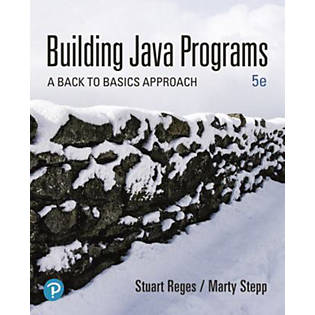 Building Java Programs
A BACK TO BASICS APPROACH 5e
Stuart Reges / Marty Stepp
P